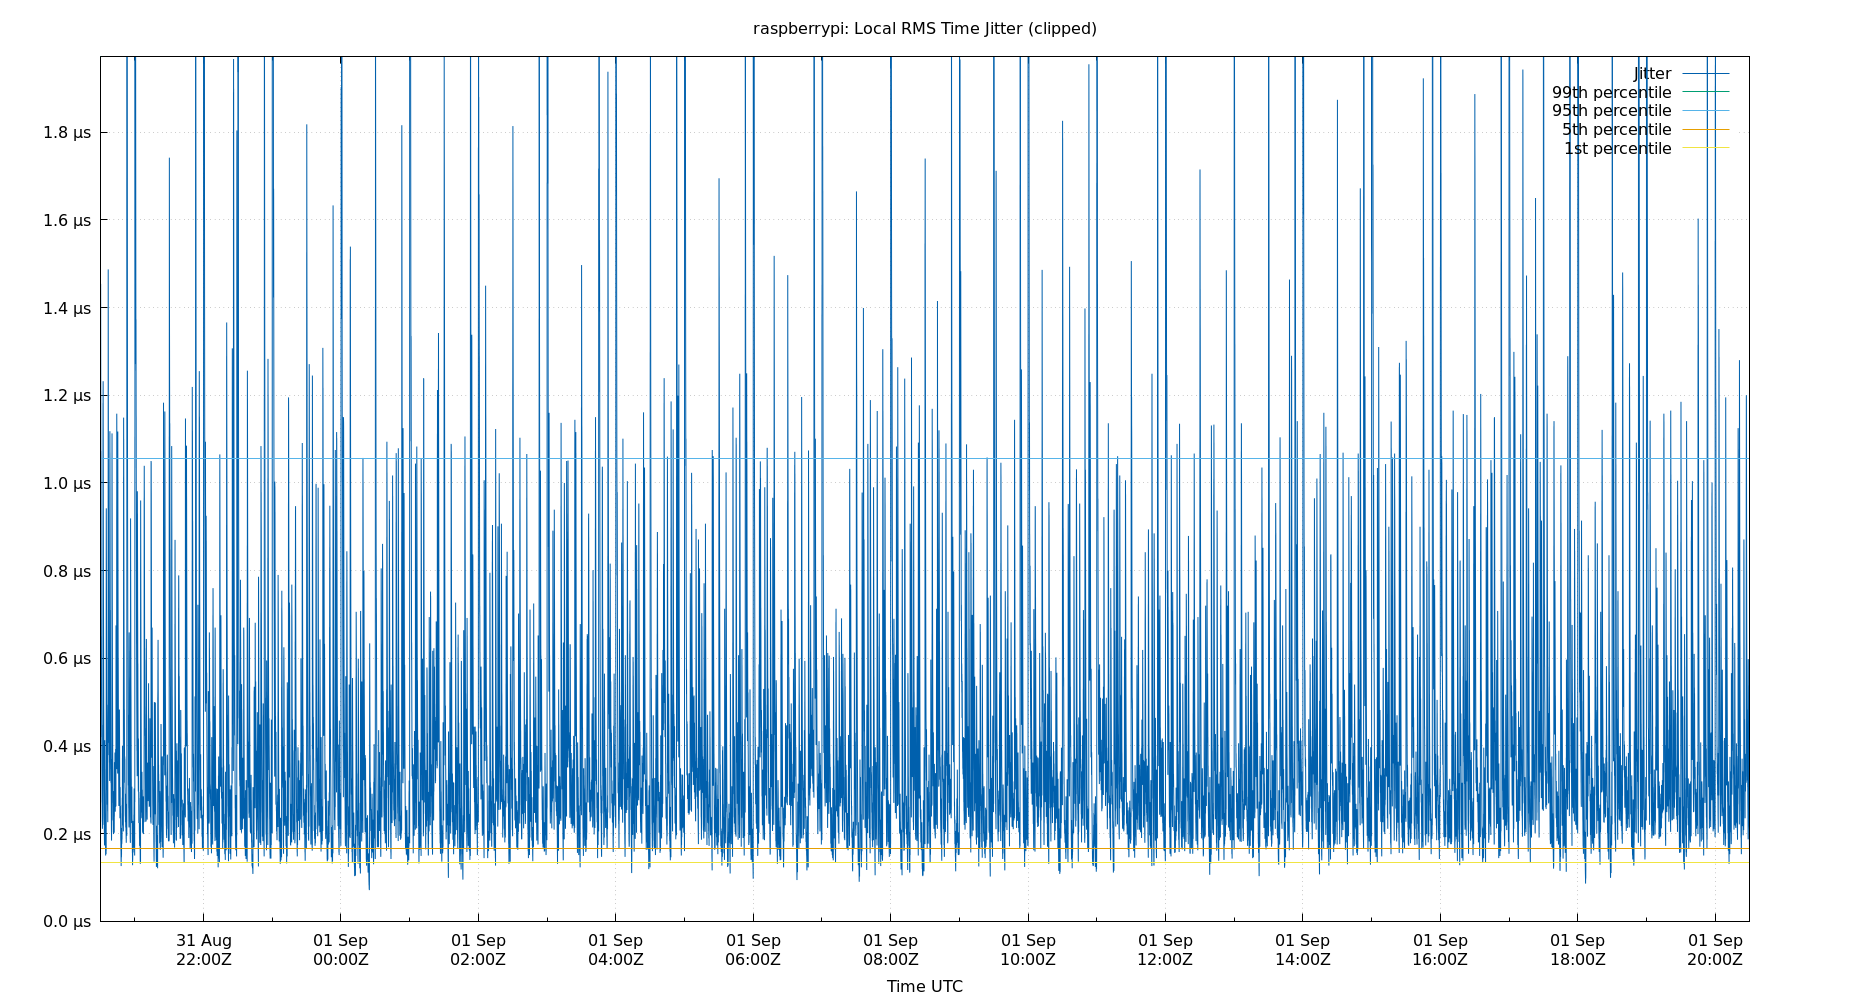 raspberrypi: Local RMS Time Jitter (clipped)
Jitter
99th percentile
95th percentile
5th percentile
1st percentile
1.8 μs
1.6 μs
1.4 μs
1.2 μs
1.0 μs
0.8 μs
0.6 μs
0.4 μs
0.2 μs
0.0 μs
31 Aug 01 Sep 01 Sep 01 Sep 01 Sep 01 Sep 01 Sep 01 Sep 01 Sep 01 Sep 01 Sep 01 Sep
22:00Z 00:00Z 02:00Z 04:00Z 06:00Z 08:00Z 10:00Z 12:00Z 14:00Z 16:00Z 18:00Z 20:00Z
Time UTC